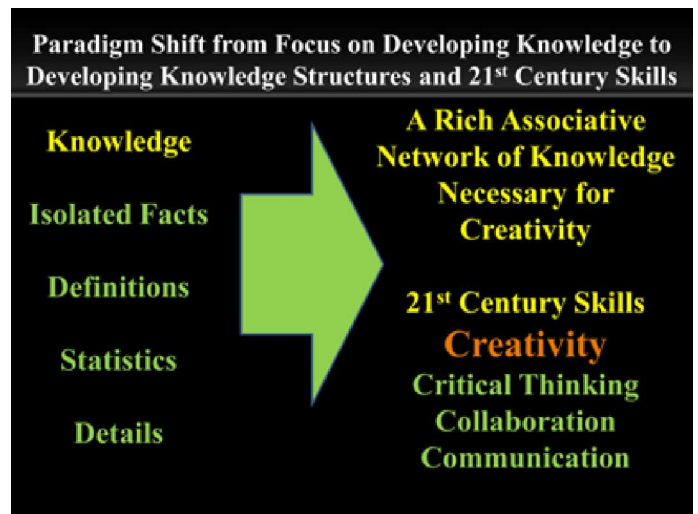 Paradigm Shift from Focus on Developing Knowledge to
Developing Knowledge Structures and 21st Century Skills
Knowledge
Isolated Facts
Definitions
Statistics
Details
A Rich Associative
Network of Knowledge
Necessary for
Creativity
21st Century Skills
Creativity
Critical Thinking
Collaboration
Communication